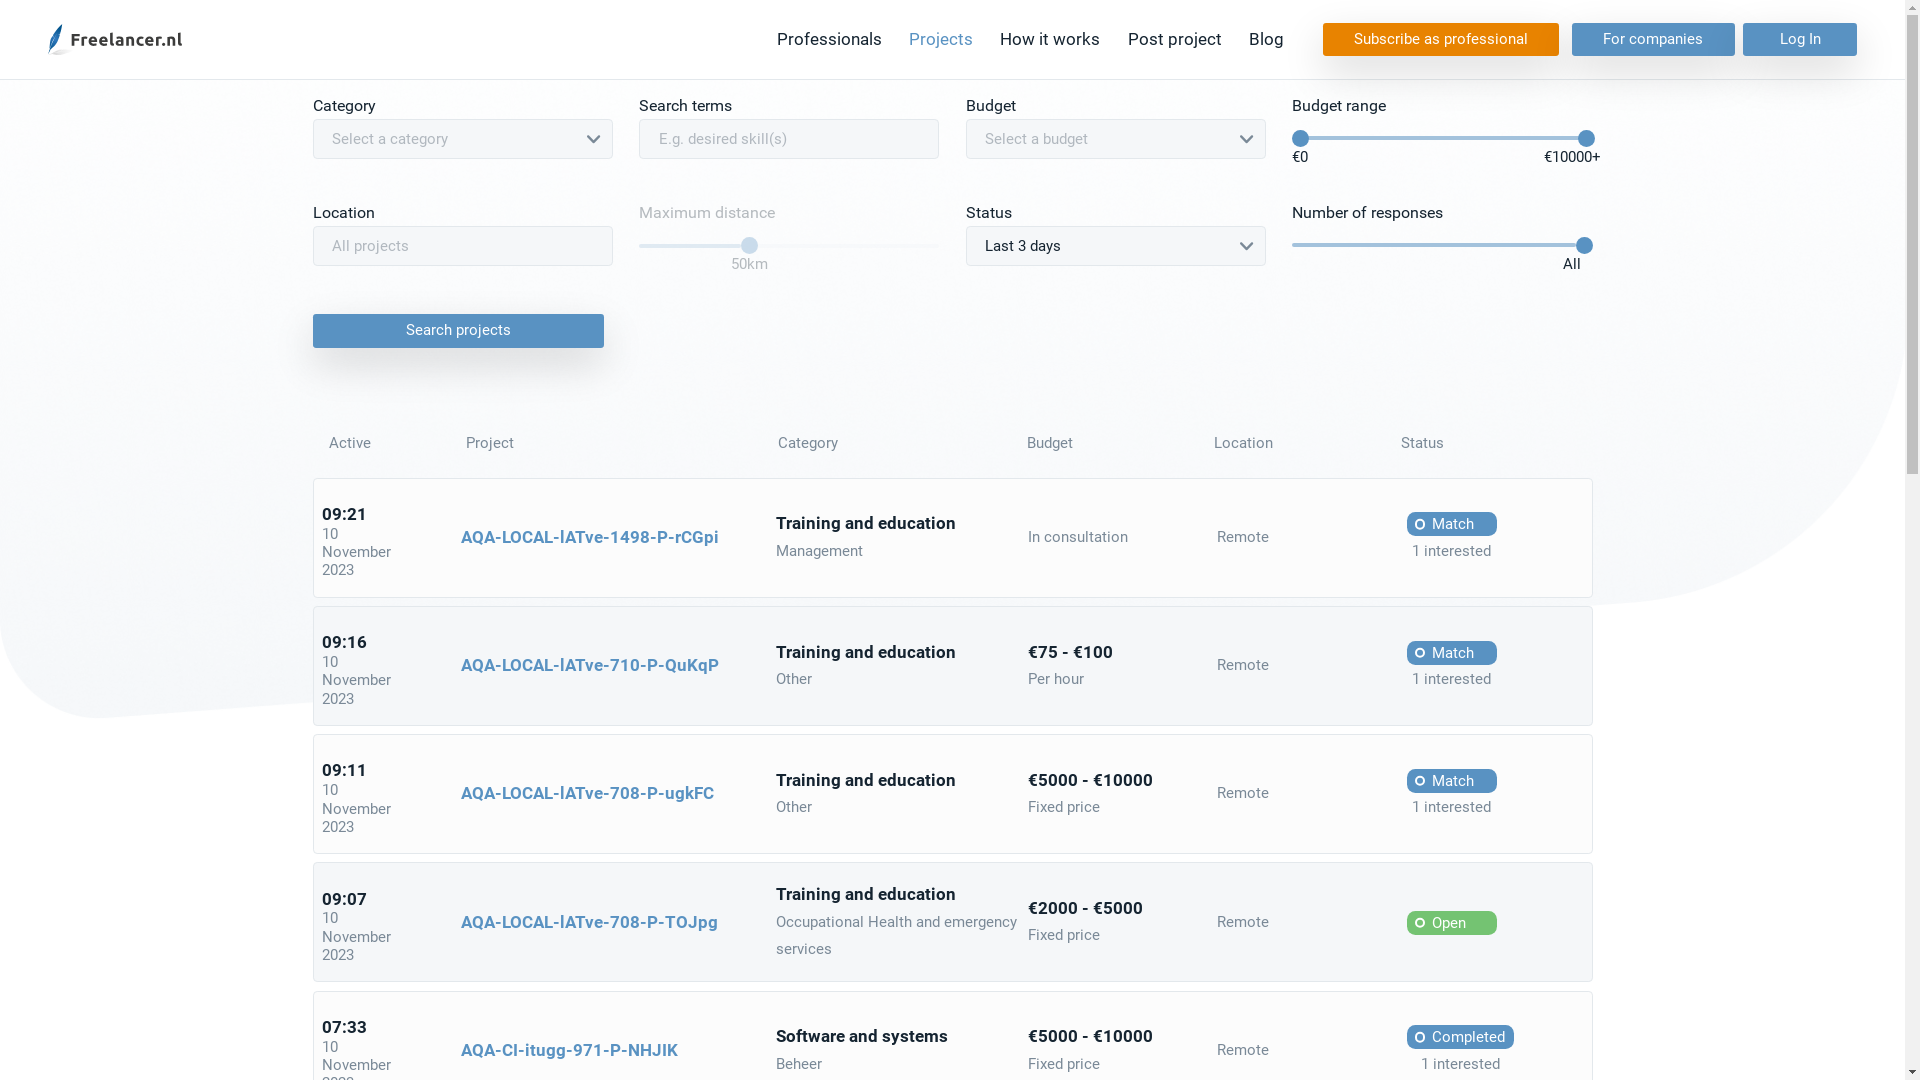 Freelancer.nl
Professionals
Projects
How it works
Post project
Blog
Subscribe as professional
For companies
Log In
Category
Search terms
Budget
Budget range
Select a category
E.g. desired skill(s)
Select a budget
€0
€10000+
Location
Maximum distance
Status
Number of responses
All projects
50km
Last 3 days
All
Search projects
Active
Project
Category
Budget
Location
Status
09:21
10
November
2023
AQA-LOCAL-lATve-1498-P-rCGpi
Training and education
Management
In consultation
Remote
Match
1 interested
09:16
10
November
2023
AQA-LOCAL-lATve-710-P-QuKqP
Training and education
Other
€75 - €100
Per hour
Remote
Match
1 interested
09:11
10
November
2023
AQA-LOCAL-lATve-708-P-ugkFC
Training and education
Other
€5000 - €10000
Fixed price
Remote
Match
1 interested
09:07
10
November
2023
AQA-LOCAL-lATve-708-P-TOJpg
Training and education
Occupational Health and emergency
services
€2000 - €5000
Fixed price
Remote
Open
07:33
10
November
2023
AQA-CI-itugg-971-P-NHJIK
Software and systems
Beheer
€5000 - €10000
Fixed price
Remote
Completed
1 interested